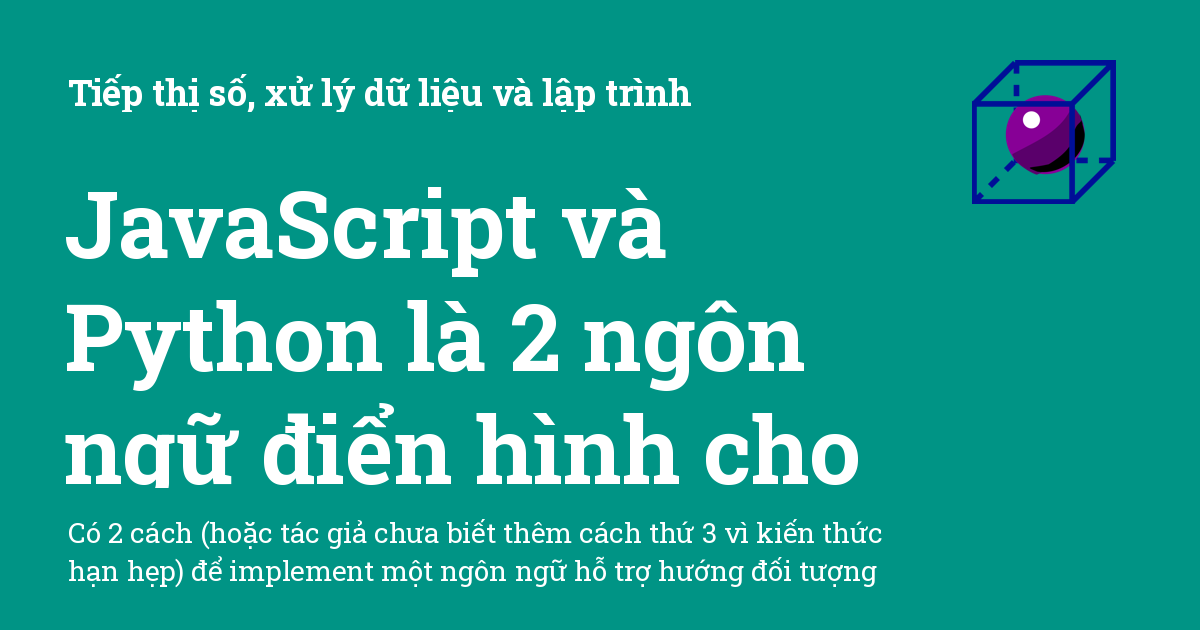 Tiếp thị số, xử lý dữ liệu và lập trình
JavaScript và
Python là 2 ngôn
ngữ điển hình cho
Có 2 cách (hoặc tác giả chưa biết thêm cách thứ 3 vì kiến thức
hạn hẹp) để implement một ngôn ngữ hỗ trợ hướng đối tượng